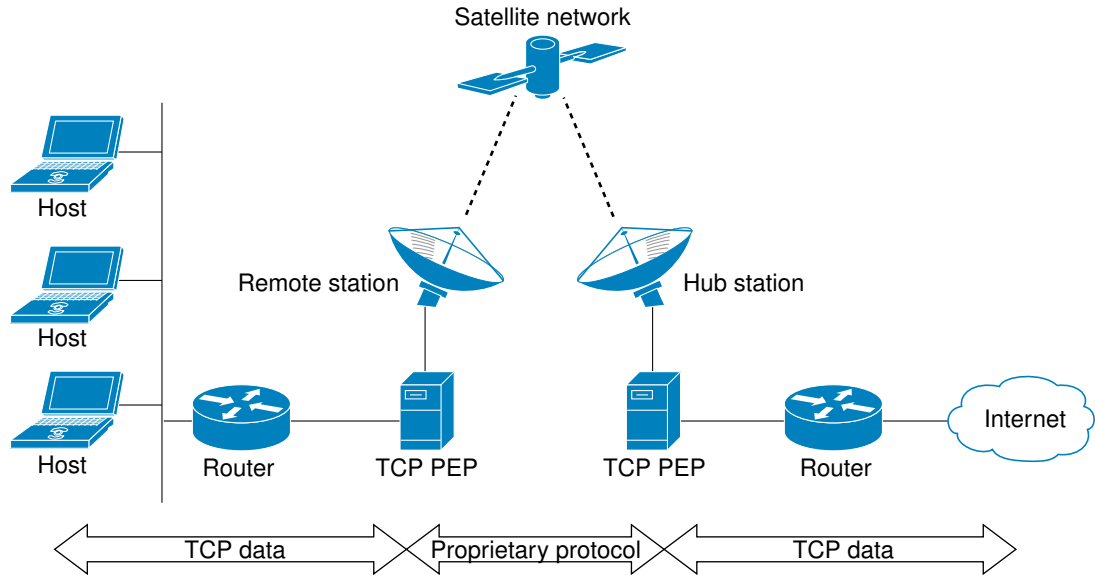 Satellite network
Host
Remote station
Hub station
Host
Internet
Host
Router
TCP PEP
TCP PEP
Router
TCP data
Proprietary protocol
TCP data